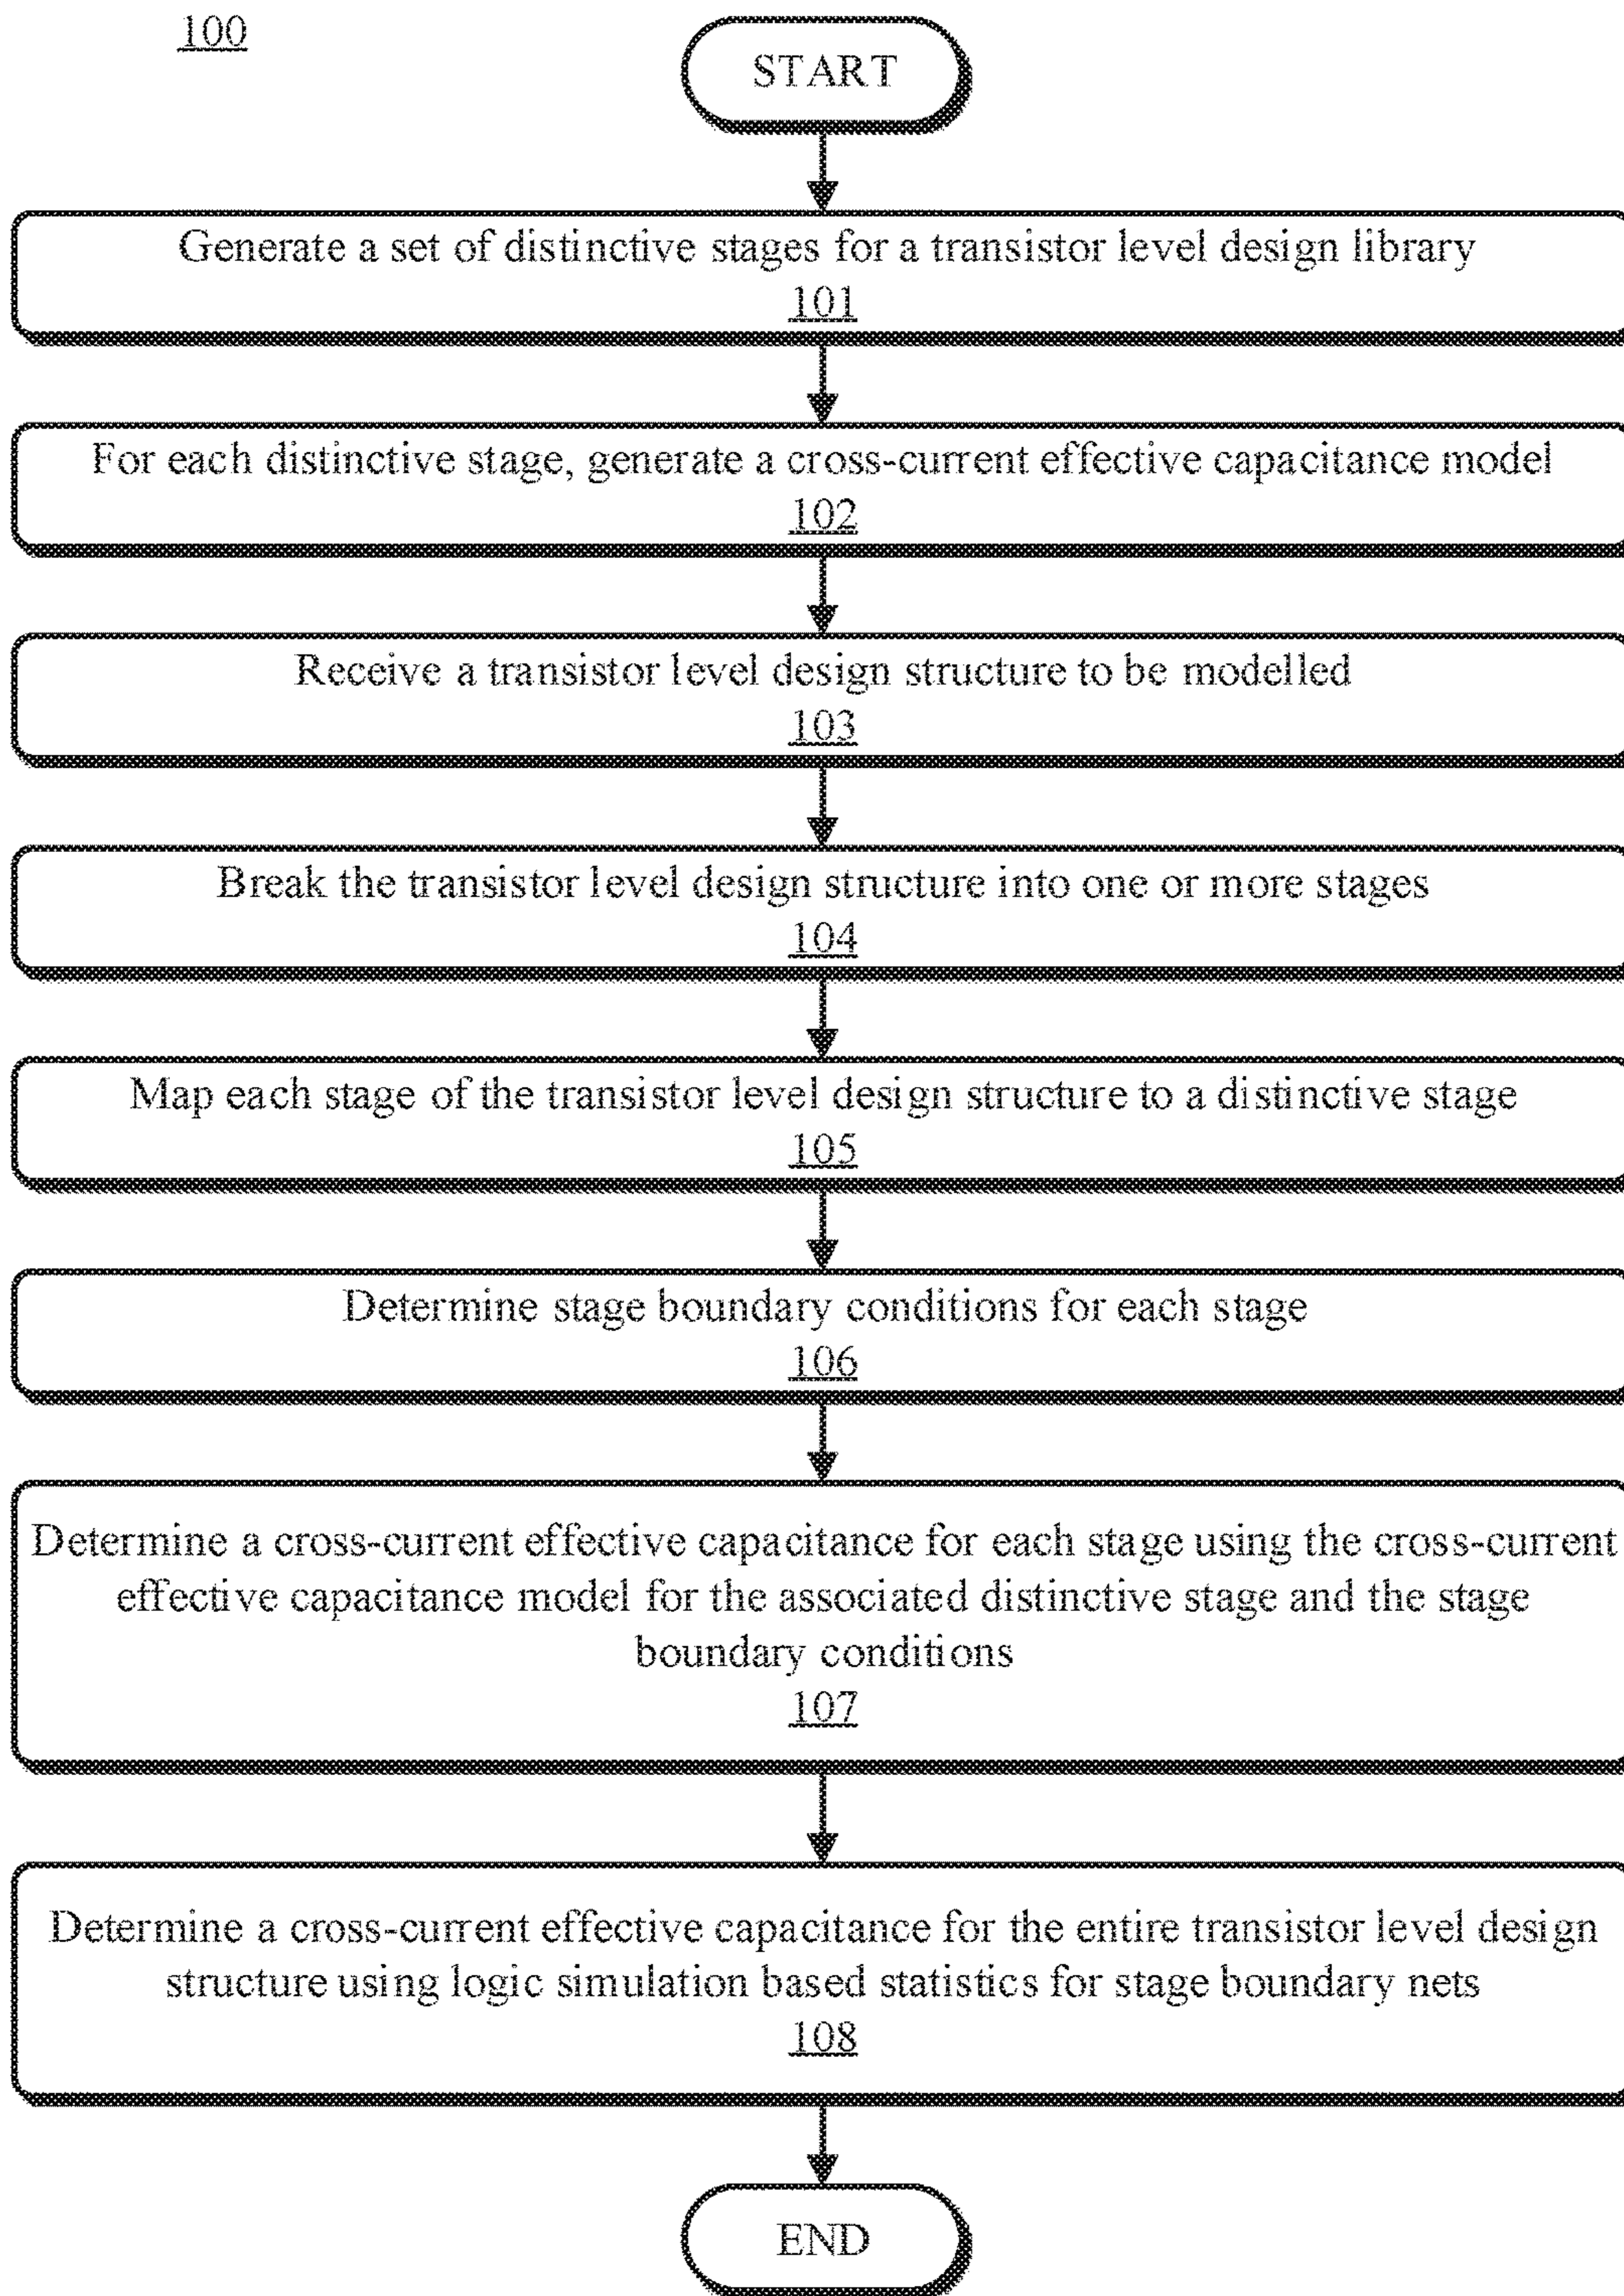 100
START
Generate a set of distinctive stages for a transistor level design library
101
For each distinctive stage, generate a cross-current effective capacitance model
102
Receive a transistor level design structure to be modelled
103
Break the transistor level design structure into one or more stages
104
Map each stage of the transistor level design structure to a distinctive stage
105
Determine stage boundary conditions for each stage
106
Determine a cross-current effective capacitance for each stage using the cross-current
effective capacitance model for the associated distinctive stage and the stage
boundary conditions
107
Determine a cross-current effective capacitance for the entire transistor level design
structure using logic simulation based statistics for stage boundary nets
108
END